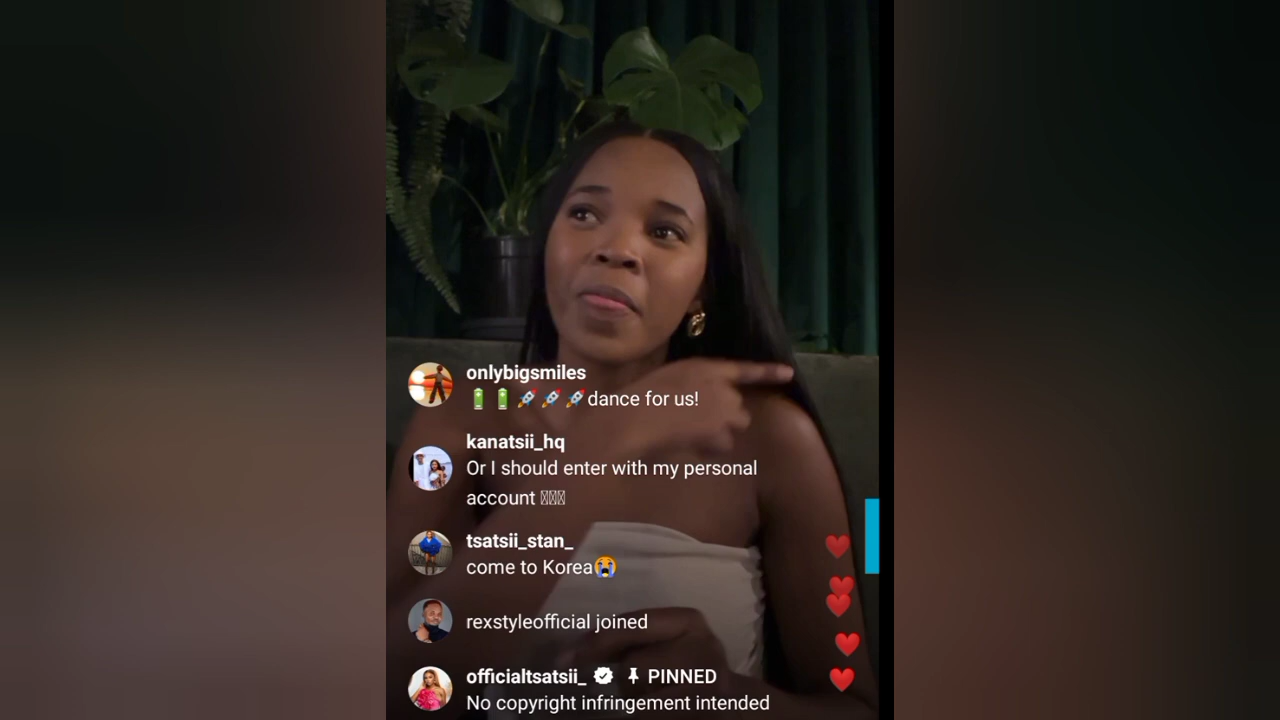 onlybigsmiles
🔋🔋🚀🚀🚀dance for us!
kanatsii_hq
Or I should enter with my personal
account
tsatsii_stan_
come to Korea😭
rexstyleofficial joined
officialtsatsii_ PINNED
No copyright infringement intended